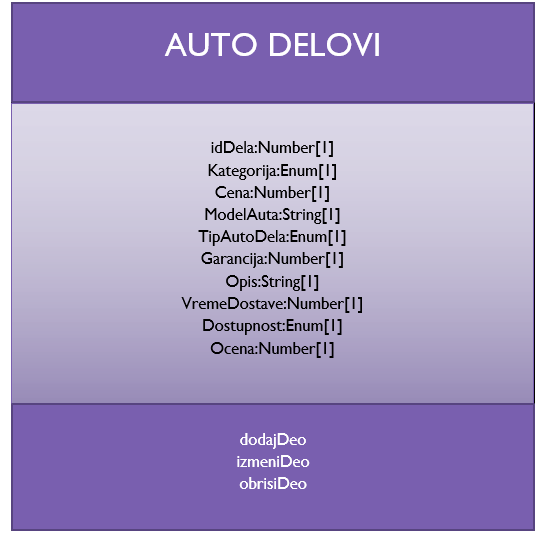 AUTO DELOVI
idDela:Number[1]
Kategorija:Enum[1]
Cena:Number[1]
ModelAuta:String[1]
TipAutoDela:Enum[1]
Garancija:Number[1]
Opis:String[1]
VremeDostave:Number[1]
Dostupnost:Enum[1]
Ocena:Number[1]
dodajDeo
izmeniDeo
obrisiDeo